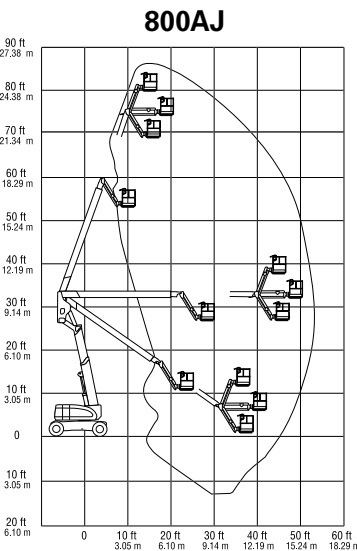 800AJ
90 ft
27.38 m
80 ft
24.38 m
70 ft
21.34 m
60 ft
18.29 m
50 ft
15.24 m
40 ft
12.19 m
30 ft
9.14 m
20 ft
6.10 m
10 ft
3.05 m
0
10 ft
3.05 m
20 ft
6.10 m
0 10 ft 20 ft 30 ft 40 ft 50 ft 60 ft
3.05 m 6.10 m 9.14 m 12.19 m 15.24 m 18.29 m